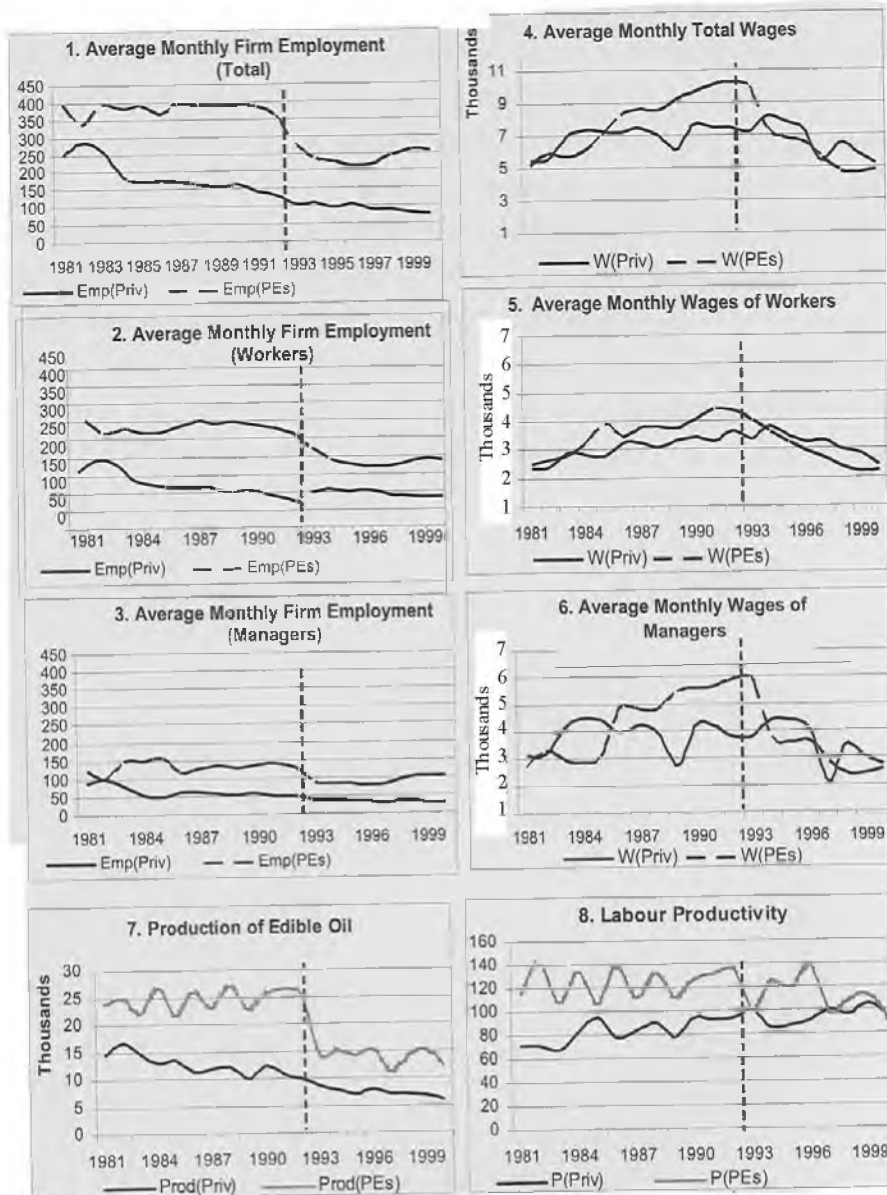 1. Average Monthly Firm Employment
(Total)
450
400
350
300
250
200
150
100
50
0
1981 1983 1985 1987 1989 1991 1993 1995 1997 1999
Emp(Priv) Emp(PEs)
2. Average Monthly Firm Employment
(Workers)
450
400
350
300
250
200
150
100
50
0
1981 1984 1987 1990 1993 1996 1999
Emp(Priv) Emp(PEs)
3. Average Monthly Firm Employment
(Managers)
450
400
350
300
250
200
150
100
50
0
1981 1984 1987 1990 1993 1996 1999
Emp(Priv) Emp(PEs)
4. Average Monthly Total Wages
Thousands
11
9
7
5
3
1
W(Priv) W(PEs)
5. Average Monthly Wages of Workers
Thousands
7
6
5
4
3
2
1
1981 1984 1987 1990 1993 1996 1999
W(Priv) W(PEs)
6. Average Monthly Wages of
Managers
Thousands
7
6
5
4
3
2
1
1981 1984 1987 1990 1993 1996 1999
W(Priv) W(PEs)
7. Production of Edible Oil
Thousands
30
25
20
15
10
5
0
1981 1984 1987 1990 1993 1996 1999
Prod(Priv) Prod(PEs)
8. Labour Productivity
160
140
120
100
80
60
40
20
0
1981 1984 1987 1990 1993 1996 1999
P(Priv) P(PEs)